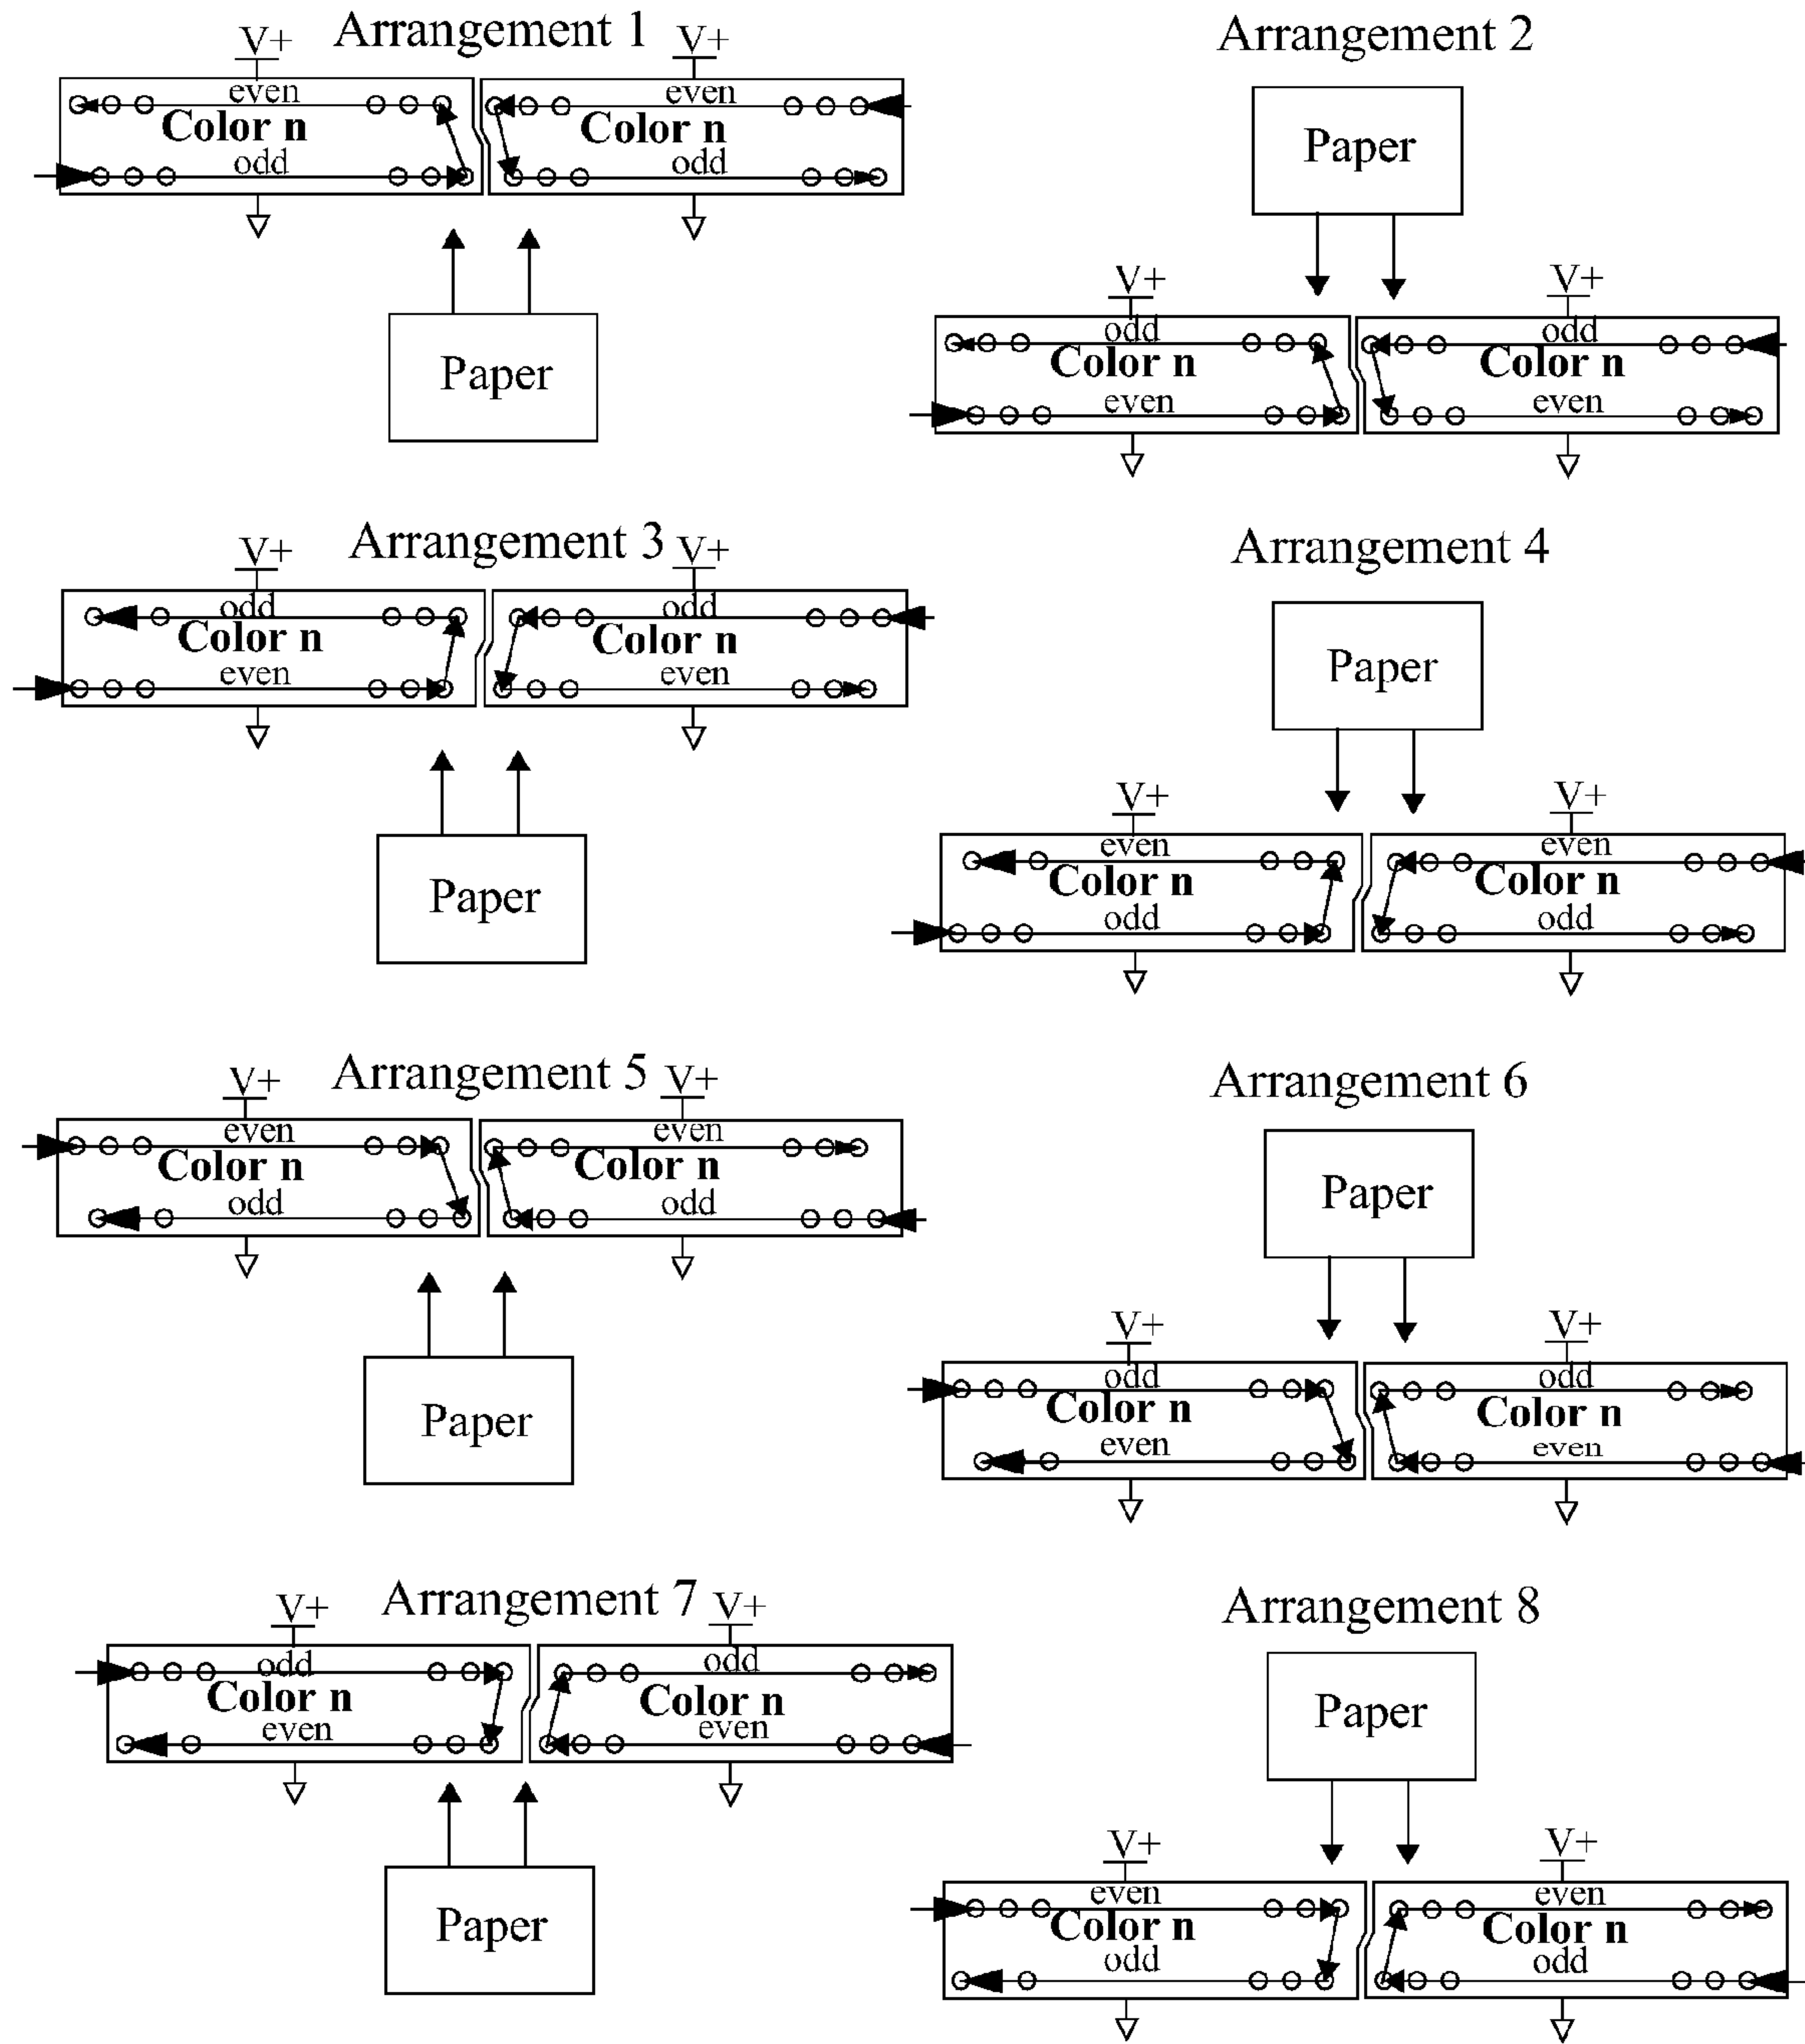 Arrangement 1
V+ V+
even even
Color n Color n
odd odd
Paper
Arrangement 2
Paper
V+ V+
odd odd
Color n Color n
even even
Arrangement 3
V+ V+
odd odd
Color n Color n
even even
Paper
Arrangement 4
Paper
V+ V+
even even
Color n Color n
odd odd
Arrangement 5
V+ V+
even even
Color n Color n
odd odd
Paper
Arrangement 6
Paper
V+ V+
odd odd
Color n Color n
even even
Arrangement 7
V+ V+
odd odd
Color n Color n
even even
Paper
Arrangement 8
Paper
V+ V+
even even
Color n Color n
odd odd